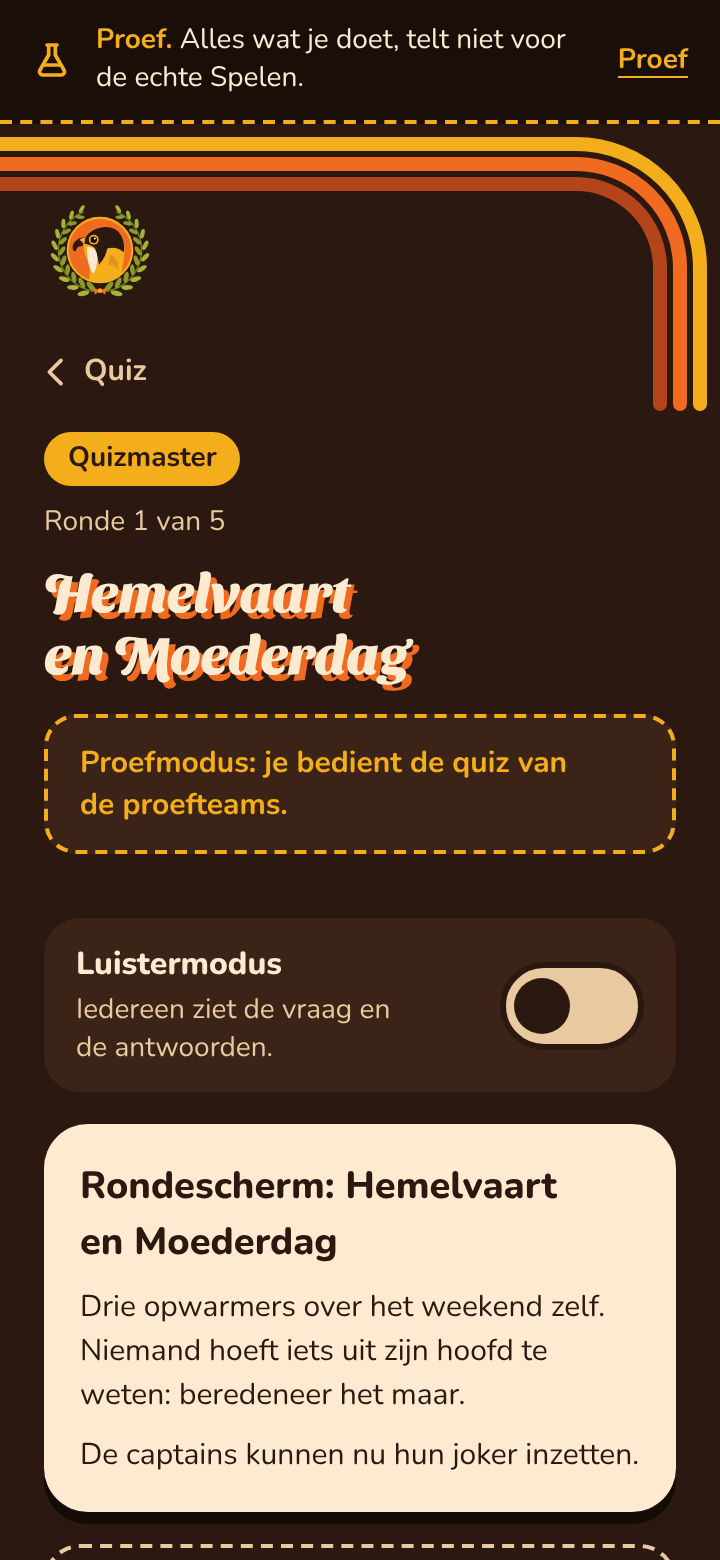 Proef. Alles wat je doet, telt niet voor
de echte Spelen.
Proef
Quiz
Quizmaster
Ronde 1 van 5
Hemelvaart
en Moederdag
Proefmodus: je bedient de quiz van
de proefteams.
Luistermodus
Iedereen ziet de vraag en
de antwoorden.
Rondescherm: Hemelvaart
en Moederdag
Drie opwarmers over het weekend zelf.
Niemand hoeft iets uit zijn hoofd te
weten: beredeneer het maar.
De captains kunnen nu hun joker inzetten.